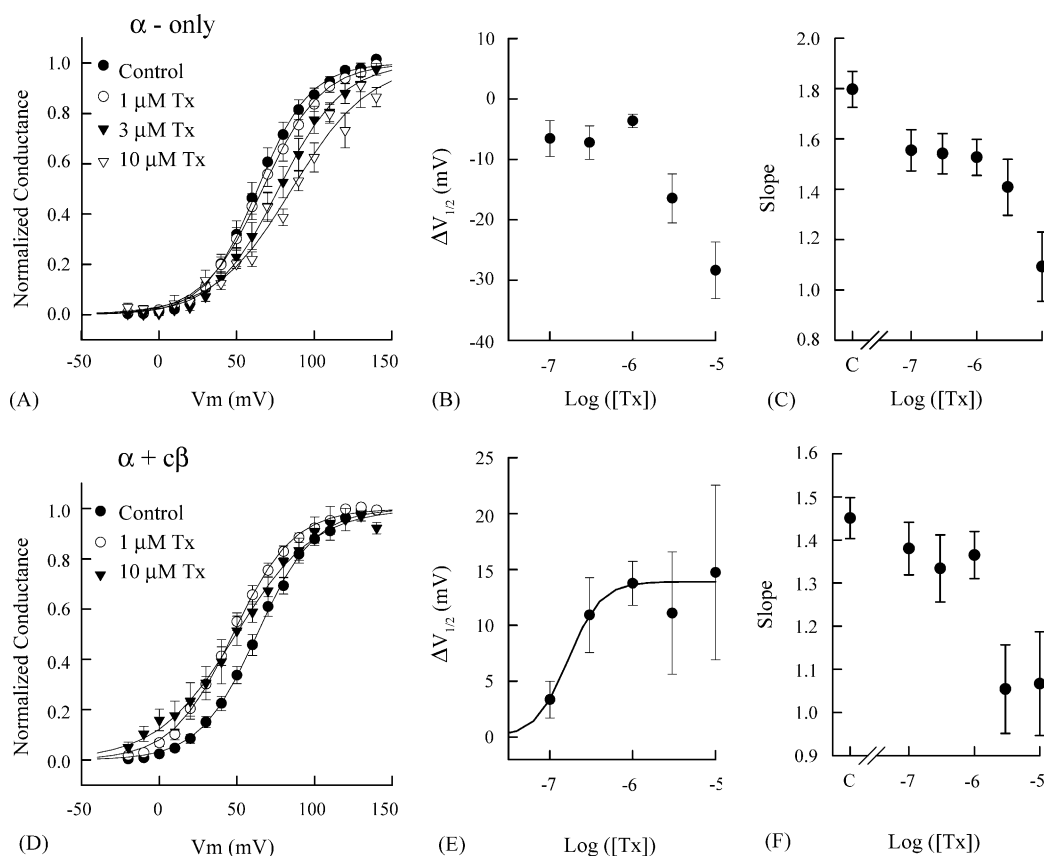 α - only
Control
1 μM Tx
3 μM Tx
10 μM Tx
Normalized Conductance
1.0
0.8
0.6
0.4
0.2
0.0
-50
0
50
100
150
Vm (mV)
(A)
ΔV1/2 (mV)
10
0
-10
-20
-30
-40
-7
-6
-5
Log ([Tx])
(B)
Slope
2.0
1.8
1.6
1.4
1.2
1.0
0.8
C
-7
-6
-5
Log ([Tx])
(C)
α + cβ
Control
1 μM Tx
10 μM Tx
Normalized Conductance
1.0
0.8
0.6
0.4
0.2
0.0
-50
0
50
100
150
Vm (mV)
(D)
ΔV1/2 (mV)
25
20
15
10
5
0
-7
-6
-5
Log ([Tx])
(E)
Slope
1.6
1.5
1.4
1.3
1.2
1.1
1.0
0.9
C
-7
-6
-5
Log ([Tx])
(F)